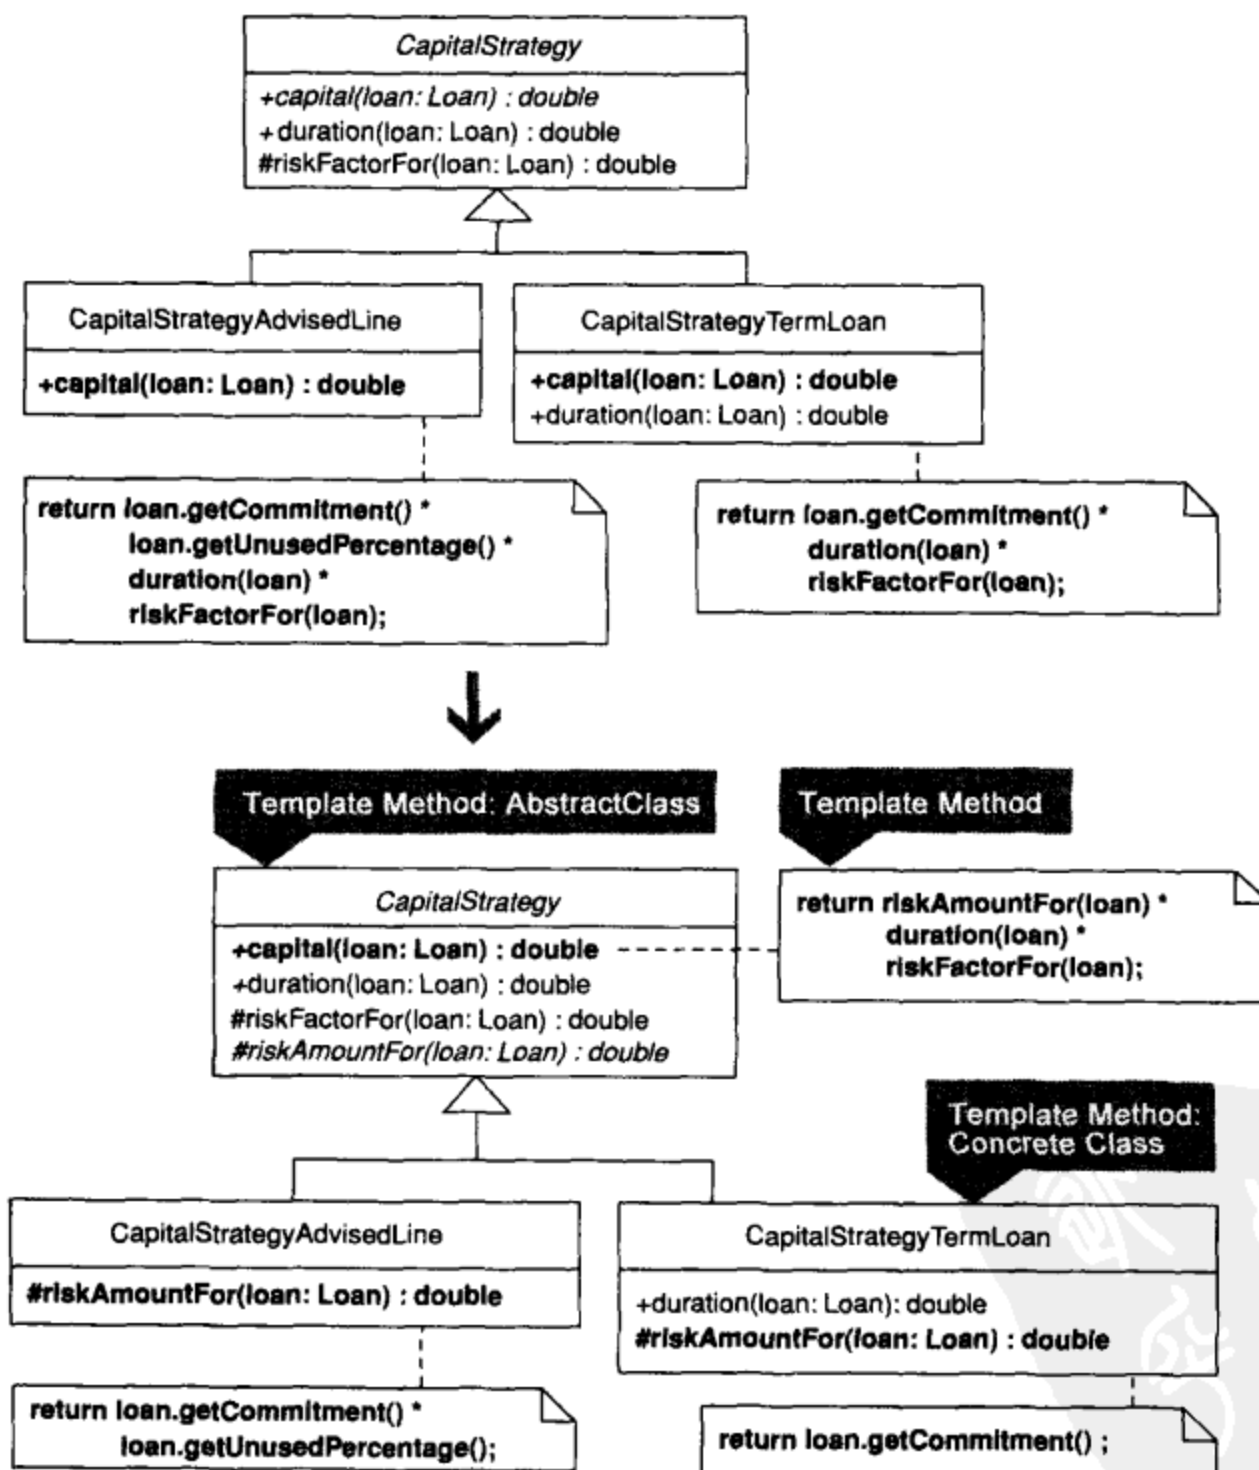 CapitalStrategy
+capital(loan: Loan) : double
+duration(loan: Loan) : double
#riskFactorFor(loan: Loan) : double
CapitalStrategyAdvisedLine
+capital(loan: Loan) : double
CapitalStrategyTermLoan
+capital(loan: Loan) : double
+duration(loan: Loan) : double
return loan.getCommitment() *
loan.getUnusedPercentage() *
duration(loan) *
riskFactorFor(loan);
return loan.getCommitment() *
duration(loan) *
riskFactorFor(loan);
Template Method: AbstractClass
Template Method
CapitalStrategy
+capital(loan: Loan) : double
+duration(loan: Loan) : double
#riskFactorFor(loan: Loan) : double
#riskAmountFor(loan: Loan) : double
return riskAmountFor(loan) *
duration(loan) *
riskFactorFor(loan);
Template Method:
Concrete Class
CapitalStrategyAdvisedLine
#riskAmountFor(loan: Loan) : double
CapitalStrategyTermLoan
+duration(loan: Loan): double
#riskAmountFor(loan: Loan) : double
return loan.getCommitment() *
loan.getUnusedPercentage();
return loan.getCommitment() ;